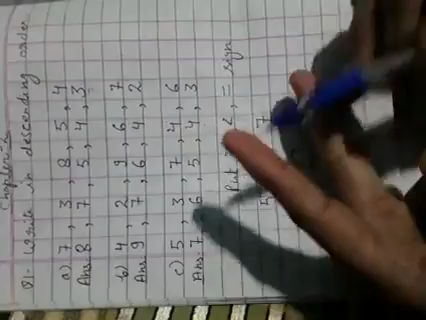 Chapter-2
Q1- Write in descending order
a) 7, 3, 8, 5, 4
Ans. 8, 7, 5, 4, 3
b) 4, 2, 9, 6, 7
Ans. 9, 7, 6, 4, 2
c) 5, 3, 7, 4, 6
Ans. 7, 6, 5, 4, 3
Put <, = sign
5 7